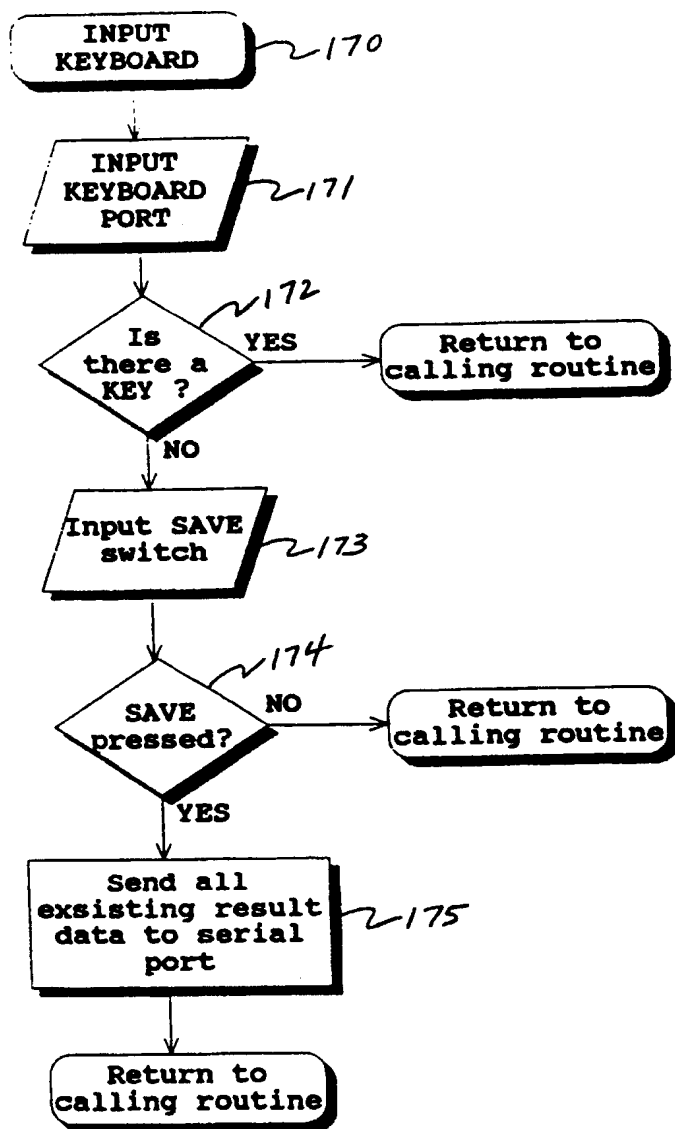 INPUT
KEYBOARD
170
INPUT
KEYBOARD
PORT
171
172
Is
there a
KEY ?
YES
Return to
calling routine
NO
Input SAVE
switch
173
174
SAVE
pressed?
NO
Return to
calling routine
YES
Send all
exsisting result
data to serial
port
175
Return to
calling routine